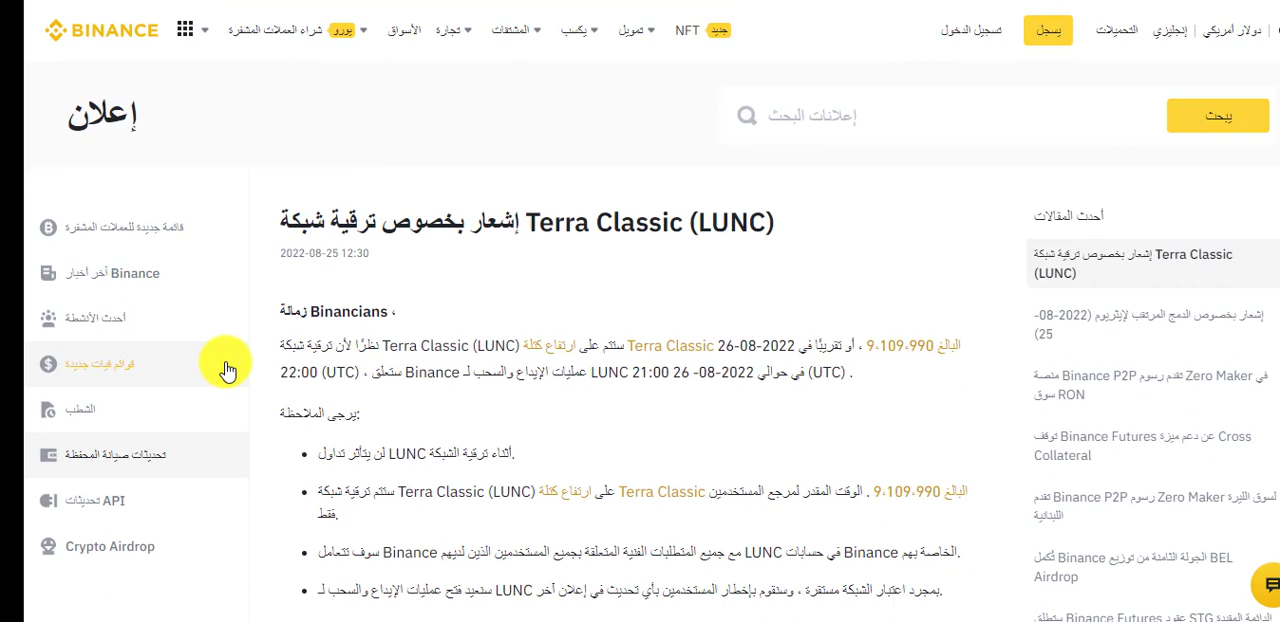 BINANCE
شراء العملات المشفرة
يورو
الأسواق
تجارة
المشتقات
يكسب
تمويل
NFT
جديد
تسجيل الدخول
يسجل
التحميلات
إنجليزي
دولار أمريكي
إعلان
إعلانات البحث
يبحث
قائمة جديدة للعملات المشفرة
آخر أخبار Binance
أحدث الأنشطة
قوائم فيات جديدة
الشطب
تحديثات صيانة المحفظة
تحديثات API
Crypto Airdrop
إشعار بخصوص ترقية شبكة Terra Classic (LUNC)
2022-08-25 12:30
زمالة Binancians ،
نظرًا لأن ترقية شبكة Terra Classic (LUNC) ستتم على ارتفاع كتلة Terra Classic البالغ 9،109،990 ، أو تقريبًا في 2022-08-26
22:00 (UTC) ، ستعلق Binance عمليات الإيداع والسحب لـ LUNC في حوالي 2022-08- 26 21:00 (UTC) .
يرجى الملاحظة:
أثناء ترقية الشبكة LUNC لن يتأثر تداول.
ستتم ترقية شبكة Terra Classic (LUNC) على ارتفاع كتلة Terra Classic البالغ 9،109،990 . الوقت المقدر لمرجع المستخدمين
فقط.
سوف تتعامل Binance مع جميع المتطلبات الفنية المتعلقة بجميع المستخدمين الذين لديهم LUNC في حسابات Binance الخاصة بهم.
سنعيد فتح عمليات الإيداع والسحب لـ LUNC بمجرد اعتبار الشبكة مستقرة ، وسنقوم بإخطار المستخدمين بأي تحديث في إعلان آخر.
أحدث المقالات
إشعار بخصوص ترقية شبكة Terra Classic
(LUNC)
إشعار بخصوص الدمج المرتقب لإيثريوم (2022-08-
25)
منصة Binance P2P تقدم رسوم Zero Maker في
سوق RON
توقف Binance Futures عن دعم ميزة Cross
Collateral
تقدم Binance P2P رسوم Zero Maker لسوق الليرة
اللبنانية
تُكمل Binance الجولة الثامنة من توزيع BEL
Airdrop
ستطلق Binance Futures عقود STG الدائمة المقيدة